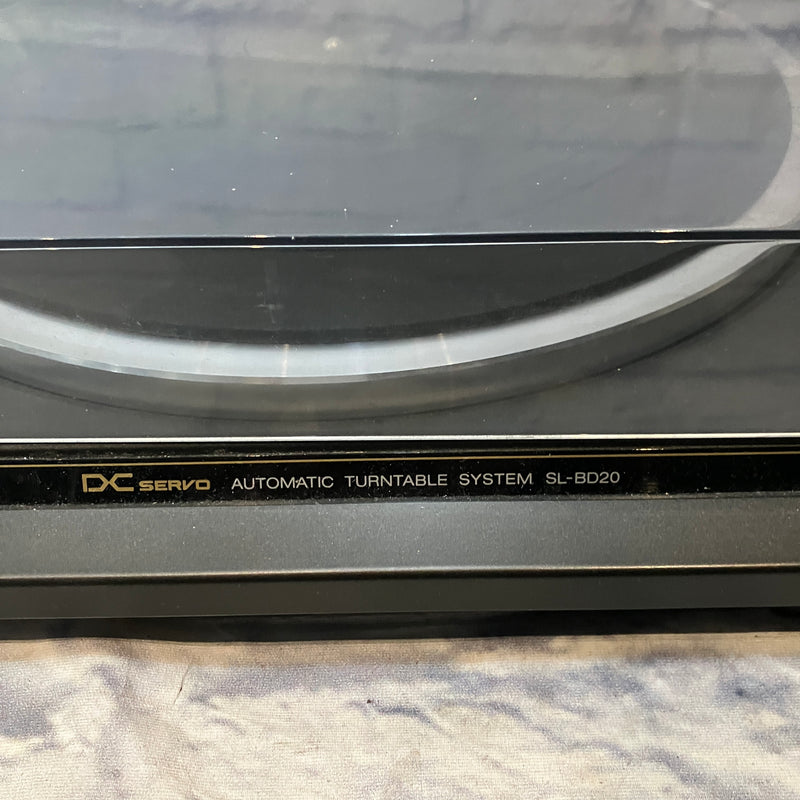 DC SERVO AUTOMATIC TURNTABLE SYSTEM SL-BD20